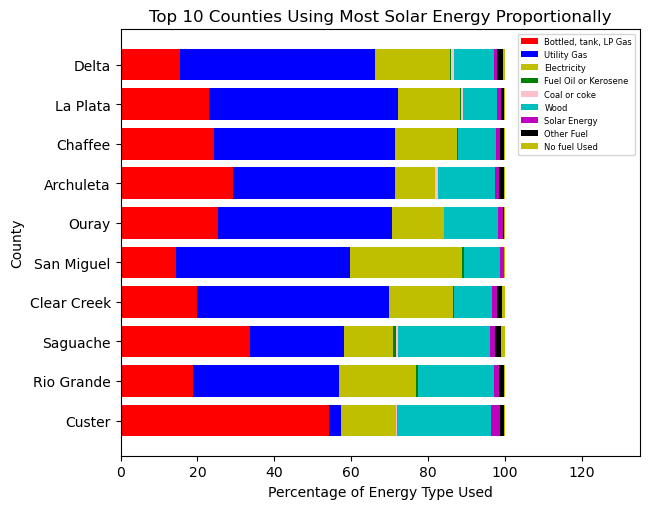 Top 10 Counties Using Most Solar Energy Proportionally
Bottled, tank, LP Gas
Utility Gas
Electricity
Fuel Oil or Kerosene
Coal or coke
Wood
Solar Energy
Other Fuel
No fuel Used
County
Delta
La Plata
Chaffee
Archuleta
Ouray
San Miguel
Clear Creek
Saguache
Rio Grande
Custer
0 20 40 60 80 100 120
Percentage of Energy Type Used